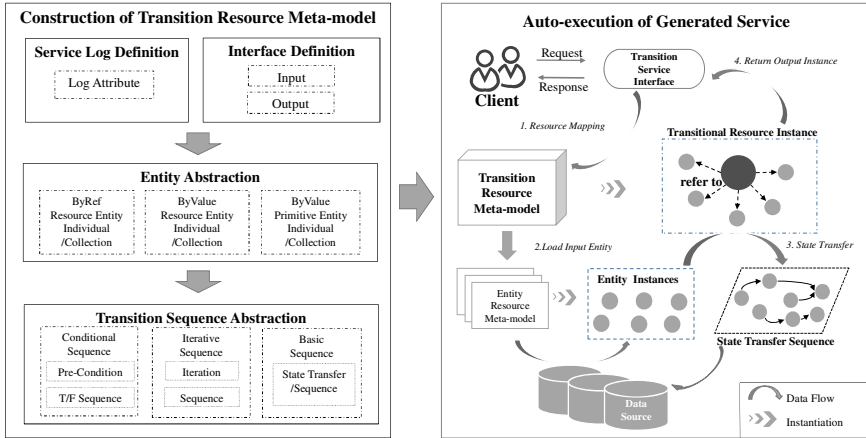 Construction of Transition Resource Meta-model
Service Log Definition
Log Attribute
Interface Definition
Input
Output
Entity Abstraction
ByRef
Resource Entity
Individual
/Collection
ByValue
Resource Entity
Individual
/Collection
ByValue
Primitive Entity
Individual
/Collection
Transition Sequence Abstraction
Conditional
Sequence
Pre-Condition
T/F Sequence
Iterative
Sequence
Iteration
Sequence
Basic
Sequence
State Transfer
/Sequence
Auto-execution of Generated Service
Client
Request
Response
Transition
Service
Interface
4. Return Output Instance
1. Resource Mapping
Transitional Resource Instance
refer to
Transition
Resource
Meta-model
2.Load Input Entity
3. State Transfer
Entity
Resource
Meta-model
Entity Instances
State Transfer Sequence
Data
Source
Data Flow
Instantiation